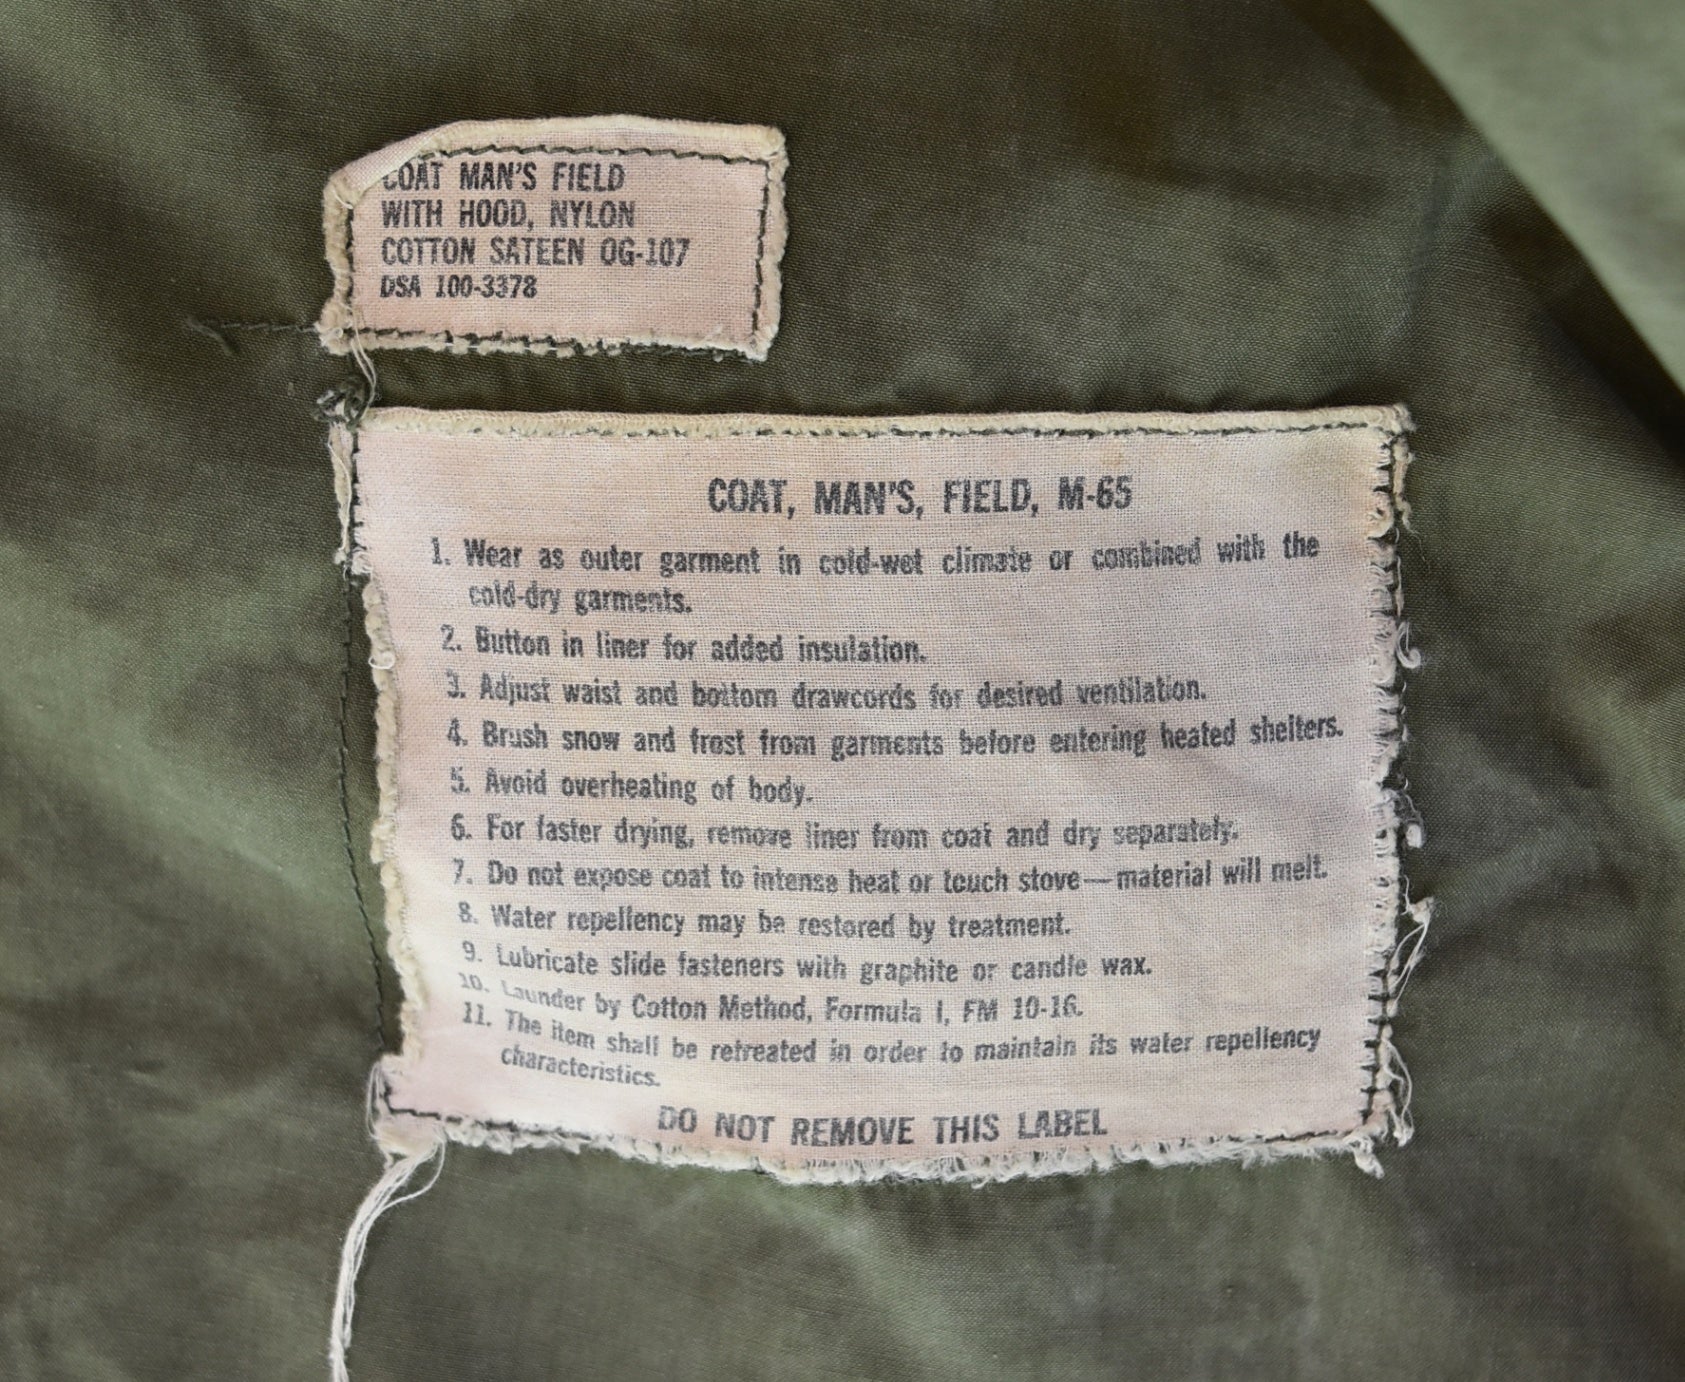 COAT MAN'S FIELD
WITH HOOD, NYLON
COTTON SATEEN OG-107
DSA 100-3378
COAT, MAN'S, FIELD, M-65
1. Wear as outer garment in cold-wet climate or combined with the
cold-dry garments.
2. Button in liner for added insulation.
3. Adjust waist and bottom drawcords for desired ventilation.
4. Brush snow and frost from garments before entering heated shelters.
5. Avoid overheating of body.
6. For faster drying, remove liner from coat and dry separately.
7. Do not expose coat to intense heat or touch stove—material will melt.
8. Water repellency may be restored by treatment.
9. Lubricate slide fasteners with graphite or candle wax.
10. Launder by Cotton Method, Formula I, FM 10-16.
11. The item shall be retreated in order to maintain its water repellency
characteristics.
DO NOT REMOVE THIS LABEL